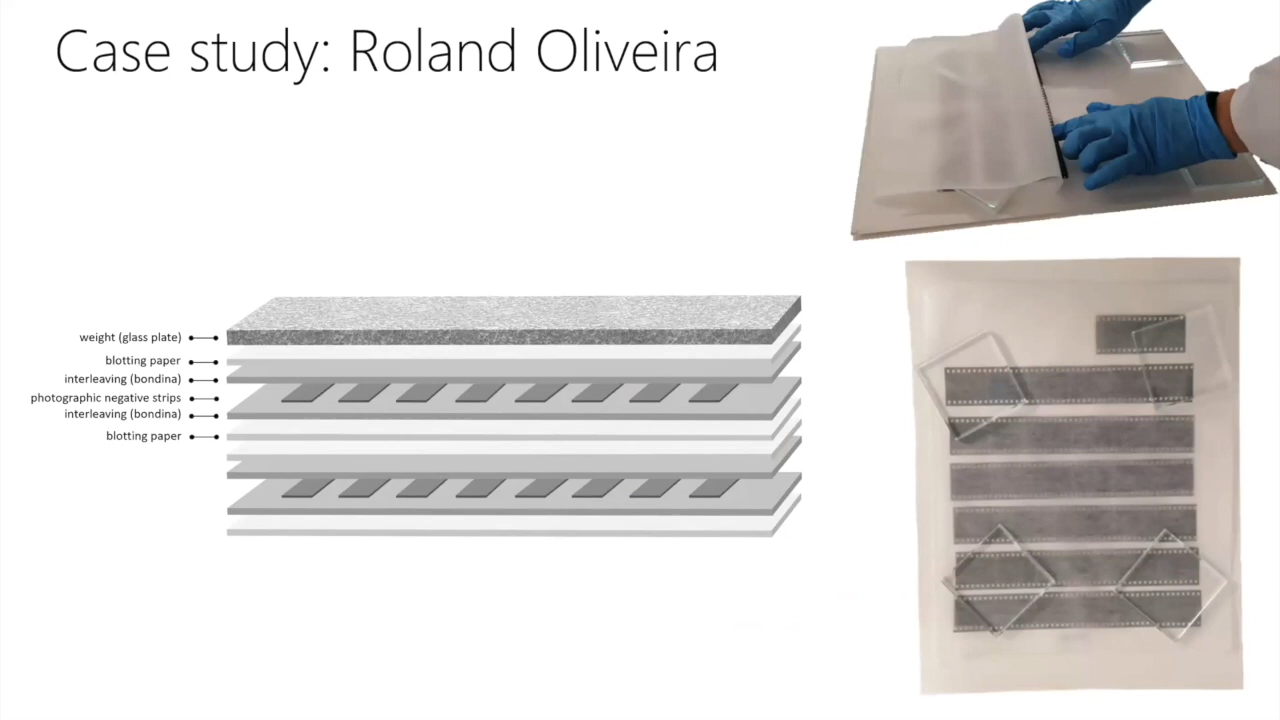 Case study: Roland Oliveira
weight (glass plate)
blotting paper
interleaving (bondina)
photographic negative strips
interleaving (bondina)
blotting paper